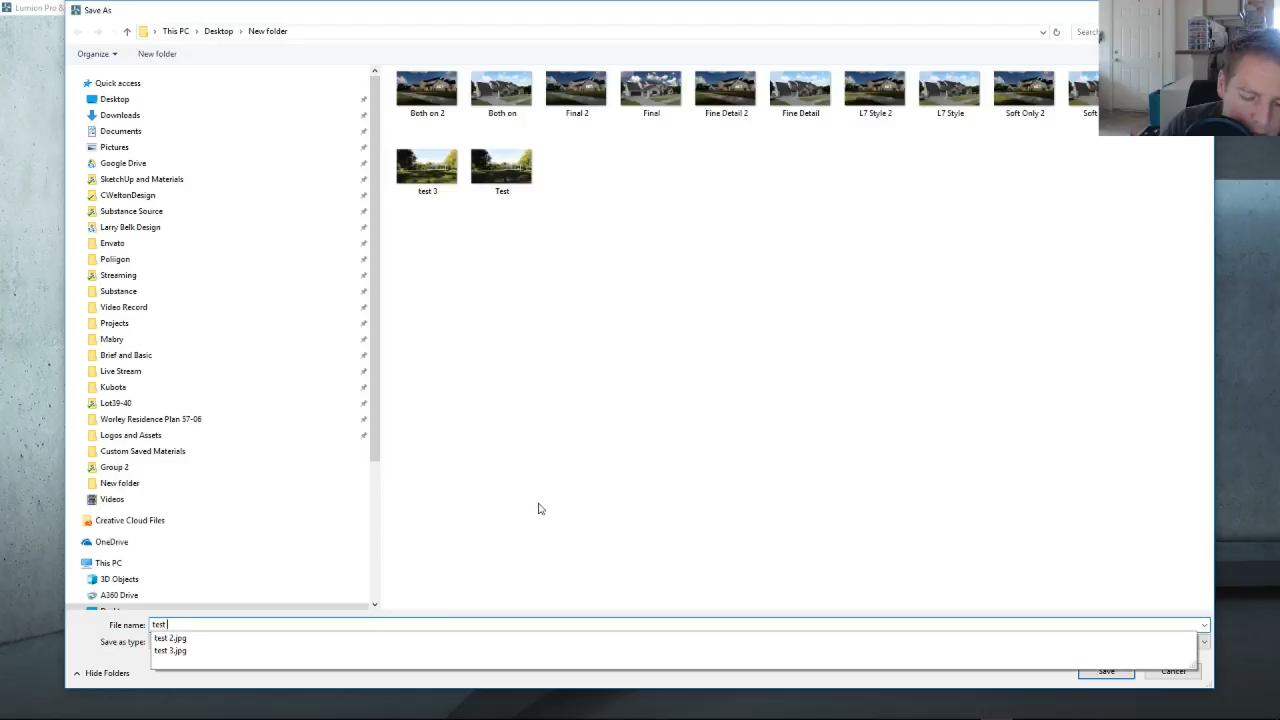 Lumion Pro &
Save As
This PC
Desktop
New folder
Search
Organize
New folder
Quick access
Desktop
Downloads
Documents
Pictures
Google Drive
SketchUp and Materials
CWeltonDesign
Substance Source
Larry Belk Design
Envato
Poliigon
Streaming
Substance
Video Record
Projects
Mabry
Brief and Basic
Live Stream
Kubota
Lot39-40
Worley Residence Plan 57-06
Logos and Assets
Custom Saved Materials
Group 2
New folder
Videos
Creative Cloud Files
OneDrive
This PC
3D Objects
A360 Drive
Both on 2
Both on
Final 2
Final
Fine Detail 2
Fine Detail
L7 Style 2
L7 Style
Soft Only 2
Soft
test 3
Test
File name:
test
Save as type:
test 2.jpg
test 3.jpg
Hide Folders
Save
Cancel